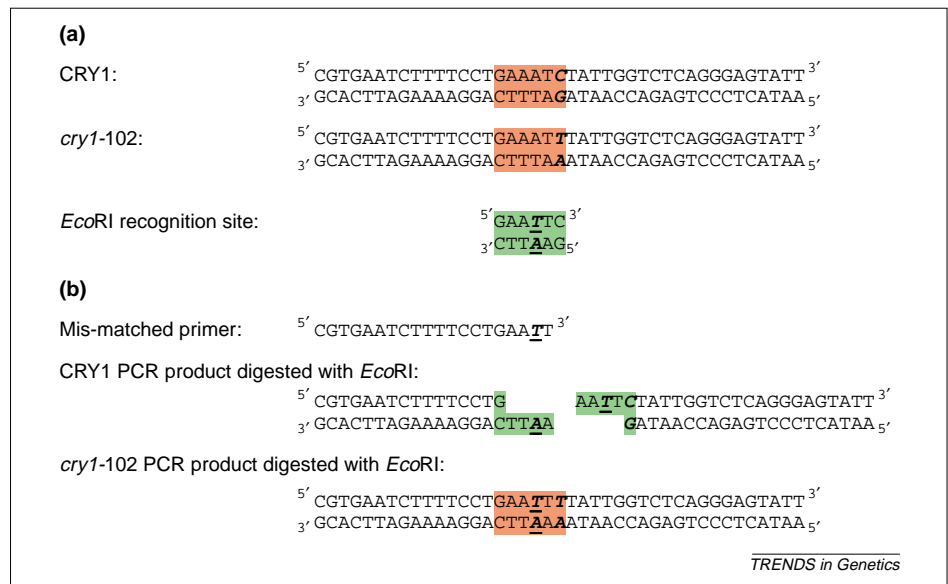 (a)
CRY1: 5′ CGTGAATCTTTTCCTGAAATCTATTGGTCTCAGGGAGTATT 3′
3′ GCACTTAGAAAAGGACTTTAGATAACCAGAGTCCCTCATAA 5′
cry1-102: 5′ CGTGAATCTTTTCCTGAAATTTATTGGTCTCAGGGAGTATT 3′
3′ GCACTTAGAAAAGGACTTTAAATAACCAGAGTCCCTCATAA 5′
EcoRI recognition site: 5′ GAATTC 3′
3′ CTTAAG 5′
(b)
Mis-matched primer: 5′ CGTGAATCTTTTCCTGAATT 3′
CRY1 PCR product digested with EcoRI:
5′ CGTGAATCTTTTCCTG AATTCTATTGGTCTCAGGGAGTATT 3′
3′ GCACTTAGAAAAGGACTTAA GATAACCAGAGTCCCTCATAA 5′
cry1-102 PCR product digested with EcoRI:
5′ CGTGAATCTTTTCCTGAATTTTATTGGTCTCAGGGAGTATT 3′
3′ GCACTTAGAAAAGGACTTAAAATAACCAGAGTCCCTCATAA 5′
TRENDS in Genetics